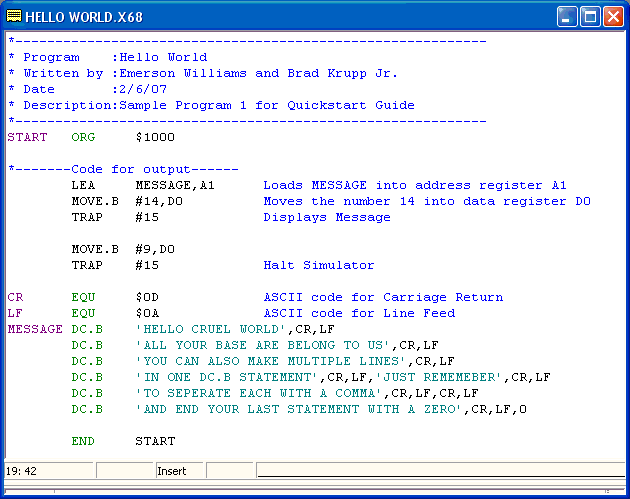 HELLO WORLD.X68
*-----------------------------------------------------------
* Program    :Hello World
* Written by :Emerson Williams and Brad Krupp Jr.
* Date       :2/6/07
* Description:Sample Program 1 for Quickstart Guide
*-----------------------------------------------------------
START   ORG     $1000
*-------Code for output------
        LEA     MESSAGE,A1      Loads MESSAGE into address register A1
        MOVE.B  #14,D0          Moves the number 14 into data register D0
        TRAP    #15             Displays Message
        MOVE.B  #9,D0
        TRAP    #15             Halt Simulator
CR      EQU     $0D             ASCII code for Carriage Return
LF      EQU     $0A             ASCII code for Line Feed
MESSAGE DC.B    'HELLO CRUEL WORLD',CR,LF
        DC.B    'ALL YOUR BASE ARE BELONG TO US',CR,LF
        DC.B    'YOU CAN ALSO MAKE MULTIPLE LINES',CR,LF
        DC.B    'IN ONE DC.B STATEMENT',CR,LF,'JUST REMEMEBER',CR,LF
        DC.B    'TO SEPERATE EACH WITH A COMMA',CR,LF,CR,LF
        DC.B    'AND END YOUR LAST STATEMENT WITH A ZERO',CR,LF,0
        END     START
19: 42 Insert